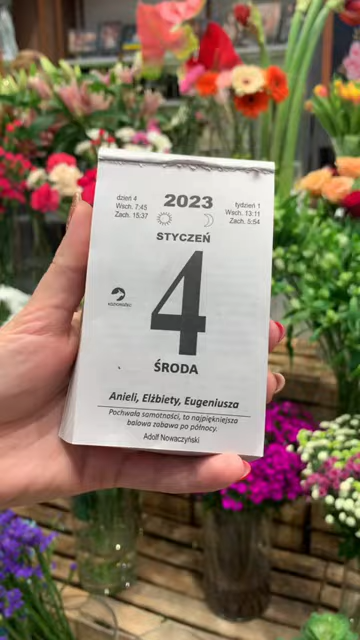 dzień 4
Wsch. 7:45
Zach. 15:37
2023
tydzień 1
Wsch. 13:11
Zach. 5:54
STYCZEŃ
4
ŚRODA
Anieli, Elżbiety, Eugeniusza
Pochwała samotności, to najpiękniejsza
balowa zabawa po północy.
Adolf Nowaczyński